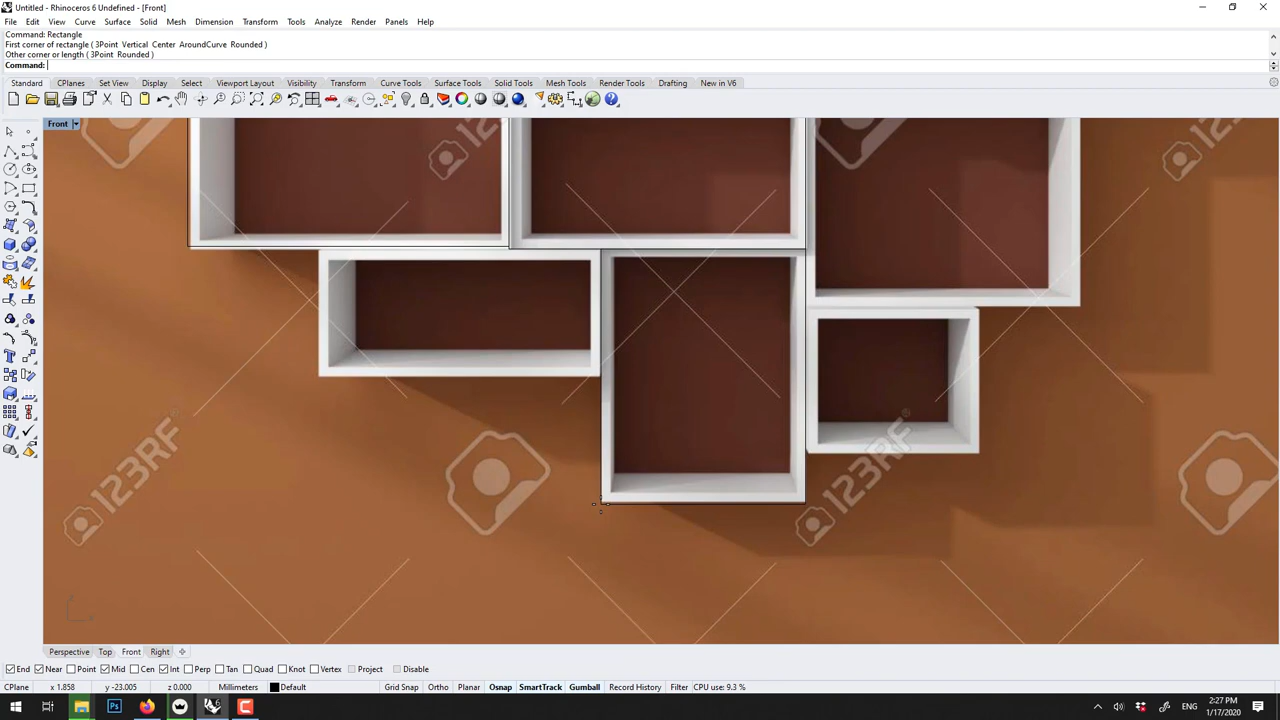 Untitled - Rhinoceros 6 Undefined - [Front]
File Edit View Curve Surface Solid Mesh Dimension Transform Tools Analyze Render Panels Help
Command: Rectangle
First corner of rectangle ( 3Point Vertical Center AroundCurve Rounded )
Other corner or length ( 3Point Rounded )
Command:
Standard CPlanes Set View Display Select Viewport Layout Visibility Transform Curve Tools Surface Tools Solid Tools Mesh Tools Render Tools Drafting New in V6
Front
123RF
123RF
123RF
123RF
123RF
Perspective Top Front Right
End Near Point Mid Cen Int Perp Tan Quad Knot Vertex Project Disable
CPlane x 1.858 y -23.005 z 0.000 Millimeters Default Grid Snap Ortho Planar Osnap SmartTrack Gumball Record History Filter CPU use: 9.3 %
ENG
2:27 PM
1/17/2020